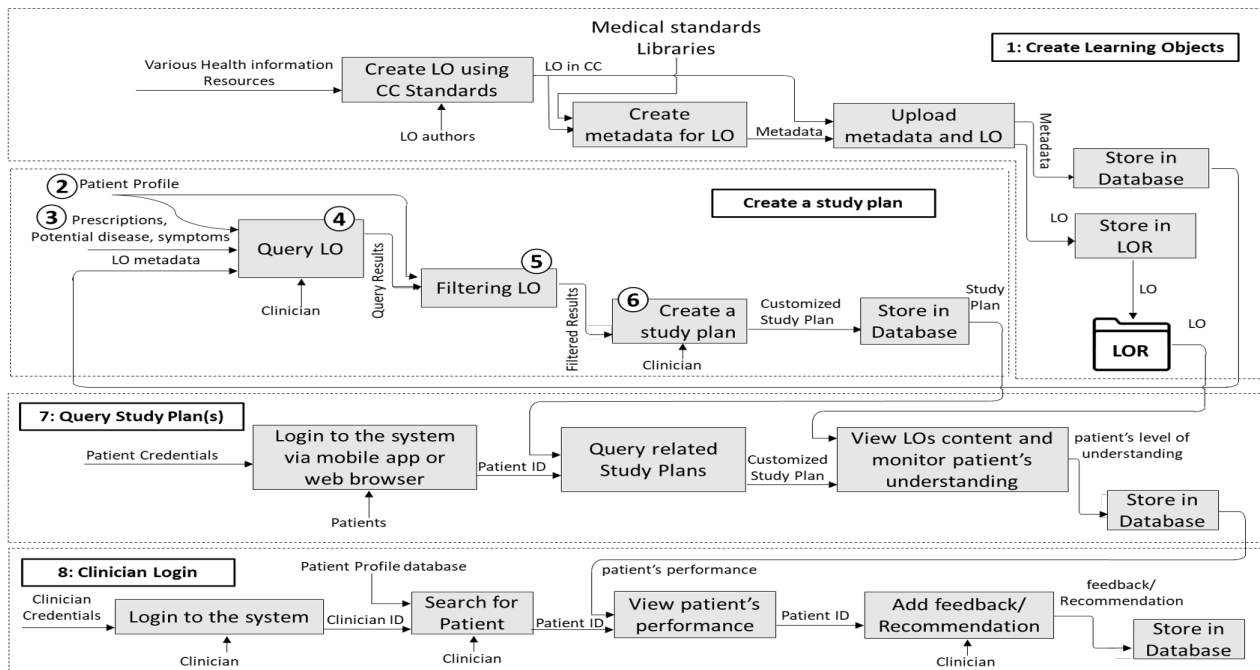 Medical standards
Libraries
1: Create Learning Objects
Various Health information
Resources
Create LO using
CC Standards
LO in CC
LO authors
Create
metadata for LO
Metadata
Upload
metadata and LO
Metadata
Store in
Database
LO
Store in
LOR
LO
LOR
LO
2
Patient Profile
Create a study plan
3
Prescriptions,
Potential disease, symptoms
LO metadata
4
Query LO
Clinician
Query Results
5
Filtering LO
Filtered Results
6
Create a
study plan
Clinician
Customized
Study Plan
Store in
Database
Study
Plan
7: Query Study Plan(s)
Patient Credentials
Login to the system
via mobile app or
web browser
Patients
Patient ID
Query related
Study Plans
Customized
Study Plan
View LOs content and
monitor patient's
understanding
patient's level of
understanding
Store in
Database
8: Clinician Login
Clinician
Credentials
Login to the system
Clinician
Clinician ID
Patient Profile database
Search for
Patient
Clinician
Patient ID
patient's performance
View patient's
performance
Patient ID
Add feedback/
Recommendation
Clinician
feedback/
Recommendation
Store in
Database